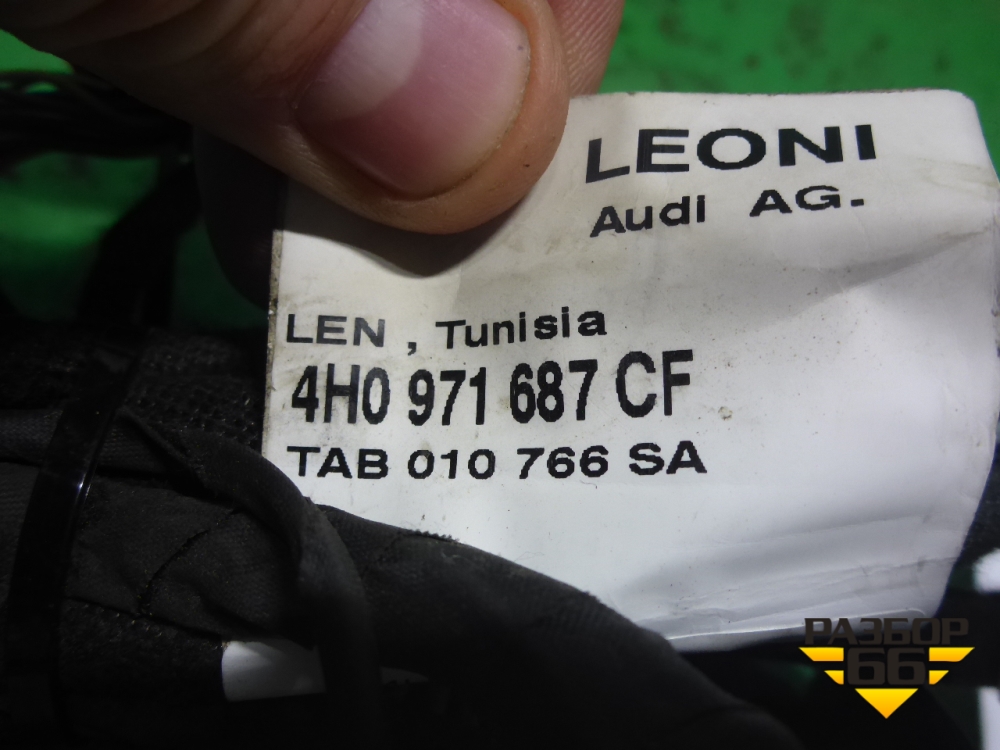 LEONI
Audi AG.
LEN , Tunisia
4H0 971 687 CF
TAB 010 766 SA
РАЗБОР
66